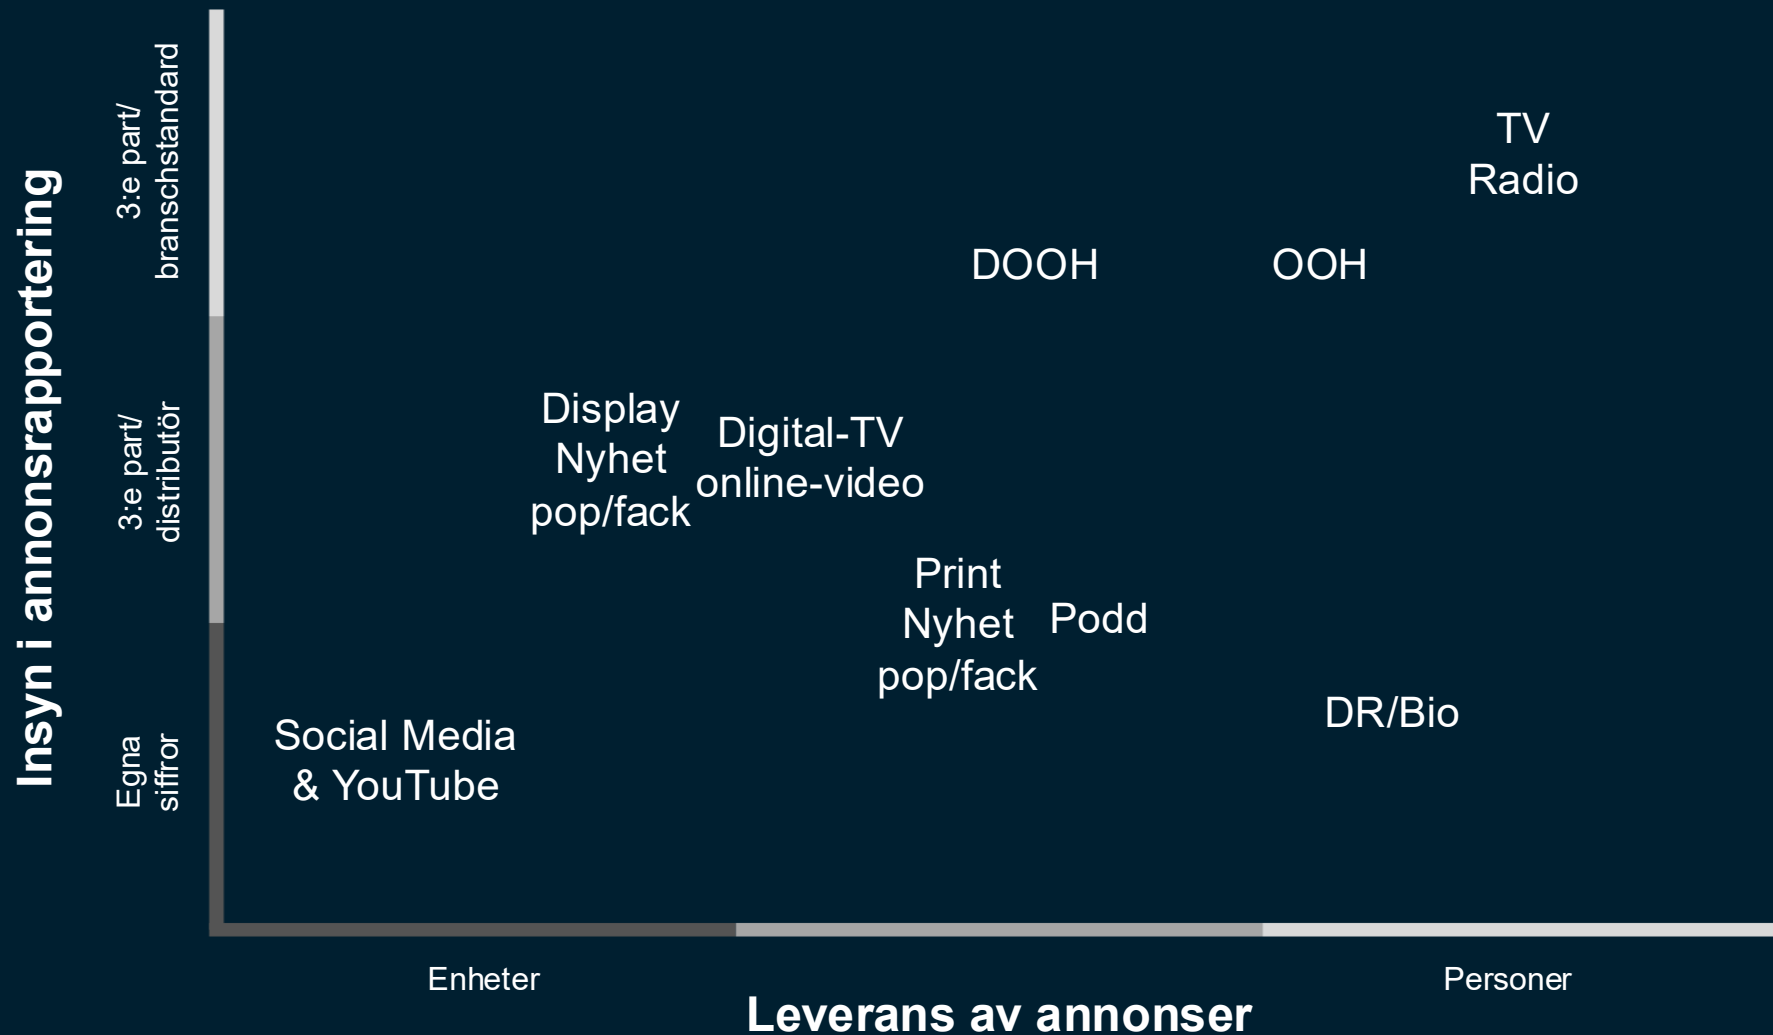 Insyn i annonsrapportering
3:e part/
branschstandard
3:e part/
distributör
Egna
siffror
TV
Radio
DOOH
OOH
Display
Nyhet
pop/fack
Digital-TV
online-video
Print
Nyhet
pop/fack
Podd
DR/Bio
Social Media
& YouTube
Enheter
Personer
Leverans av annonser